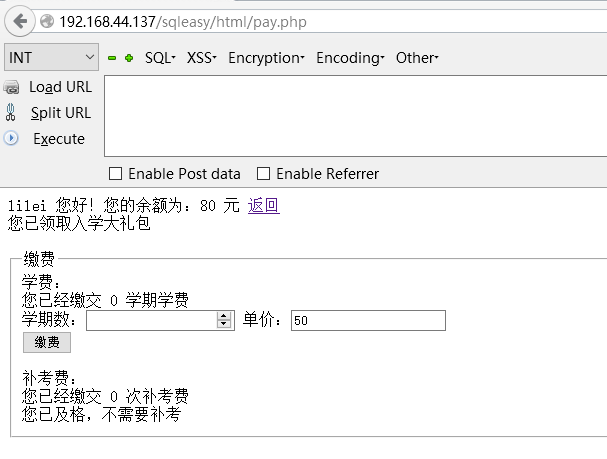 192.168.44.137/sqleasy/html/pay.php
INT SQL XSS Encryption Encoding Other
Load URL
Split URL
Execute
Enable Post data Enable Referrer
lilei 您好! 您的余额为: 80 元 返回
您已领取入学大礼包
缴费
学费:
您已经缴交 0 学期学费
学期数: 单价: 50
缴费
补考费:
您已经缴交 0 次补考费
您已及格，不需要补考